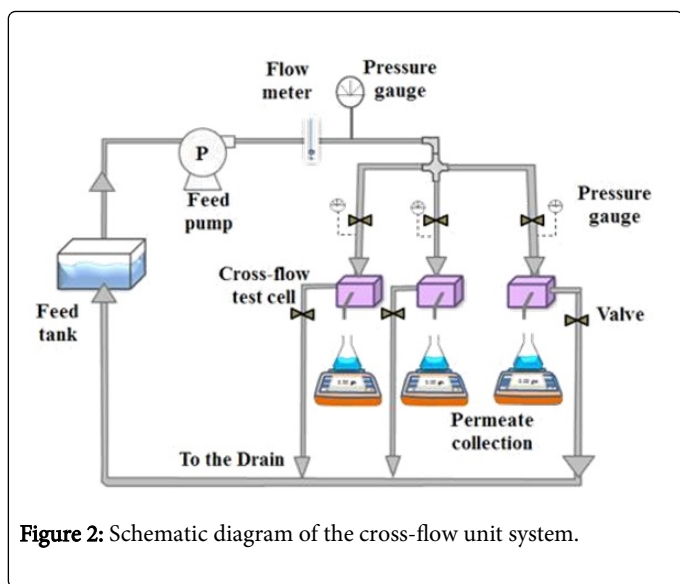 Flow
meter
Pressure
gauge
P
Feed
pump
Pressure
gauge
Cross-flow
test cell
Feed
tank
Valve
Permeate
collection
To the Drain
Figure 2: Schematic diagram of the cross-flow unit system.